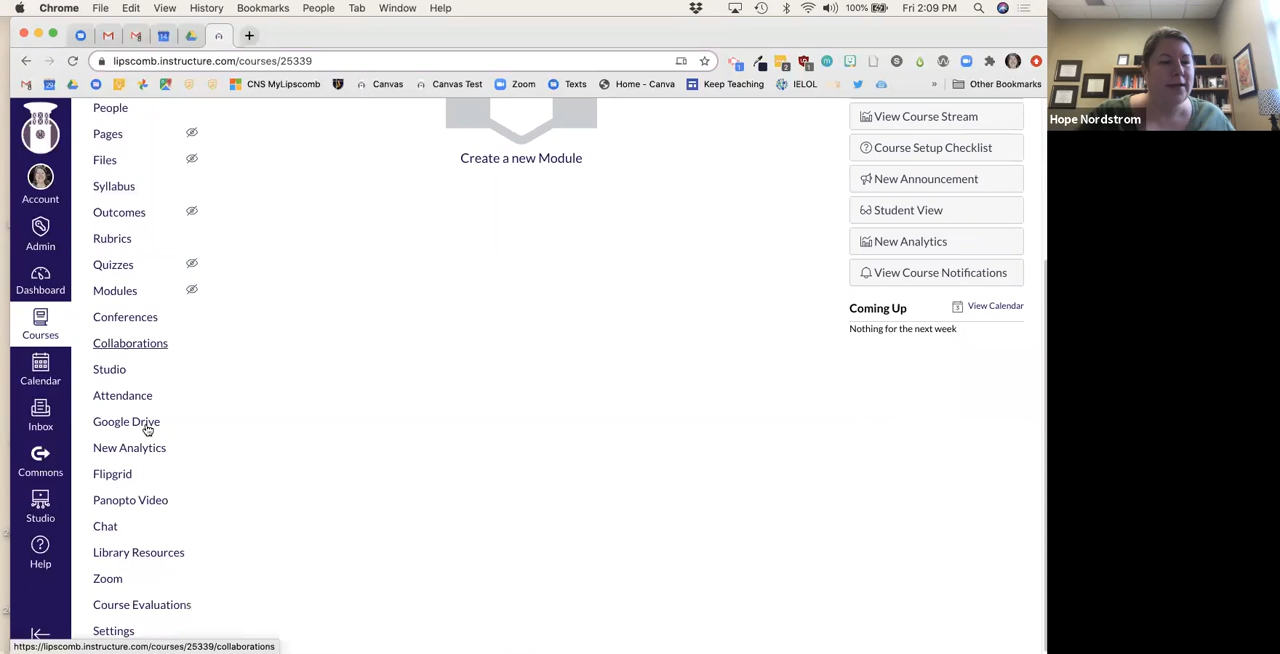 Chrome File Edit View History Bookmarks People Tab Window Help
100% Fri 2:09 PM
lipscomb.instructure.com/courses/25339
CNS MyLipscomb Canvas Canvas Test Zoom Texts Home - Canva Keep Teaching IELOL » Other Bookmarks
Account
Admin
Dashboard
Courses
Calendar
Inbox
Commons
Studio
Help
People
Pages
Files
Syllabus
Outcomes
Rubrics
Quizzes
Modules
Conferences
Collaborations
Studio
Attendance
Google Drive
New Analytics
Flipgrid
Panopto Video
Chat
Library Resources
Zoom
Course Evaluations
Settings
Create a new Module
View Course Stream
Course Setup Checklist
New Announcement
Student View
New Analytics
View Course Notifications
Coming Up View Calendar
Nothing for the next week
Hope Nordstrom
https://lipscomb.instructure.com/courses/25339/collaborations